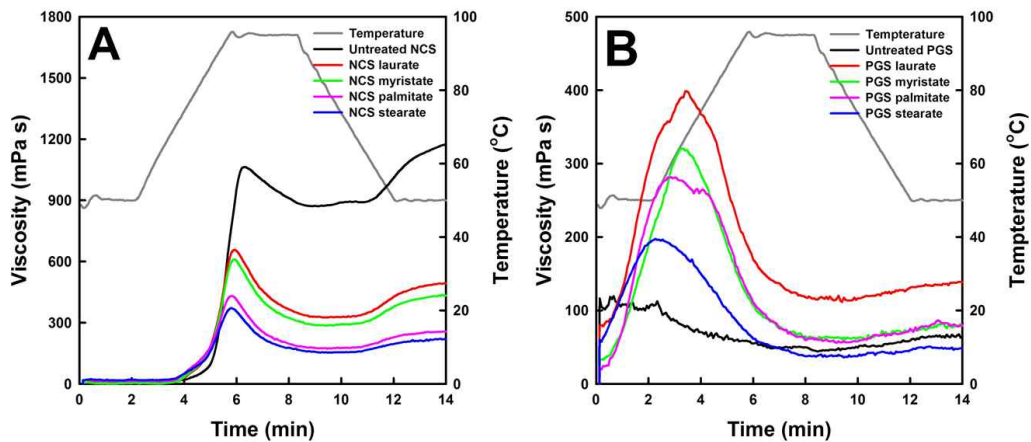 A
1800
1500
1200
900
600
300
0
Viscosity (mPa s)
Temperature
Untreated NCS
NCS laurate
NCS myristate
NCS palmitate
NCS stearate
100
80
60
40
20
0
Temperature (°C)
0 2 4 6 8 10 12 14
Time (min)
B
500
400
300
200
100
0
Viscosity (mPa s)
Tempterature
Untreated PGS
PGS laurate
PGS myristate
PGS palmitate
PGS stearate
100
80
60
40
20
0
Tempterature (°C)
0 2 4 6 8 10 12 14
Time (min)